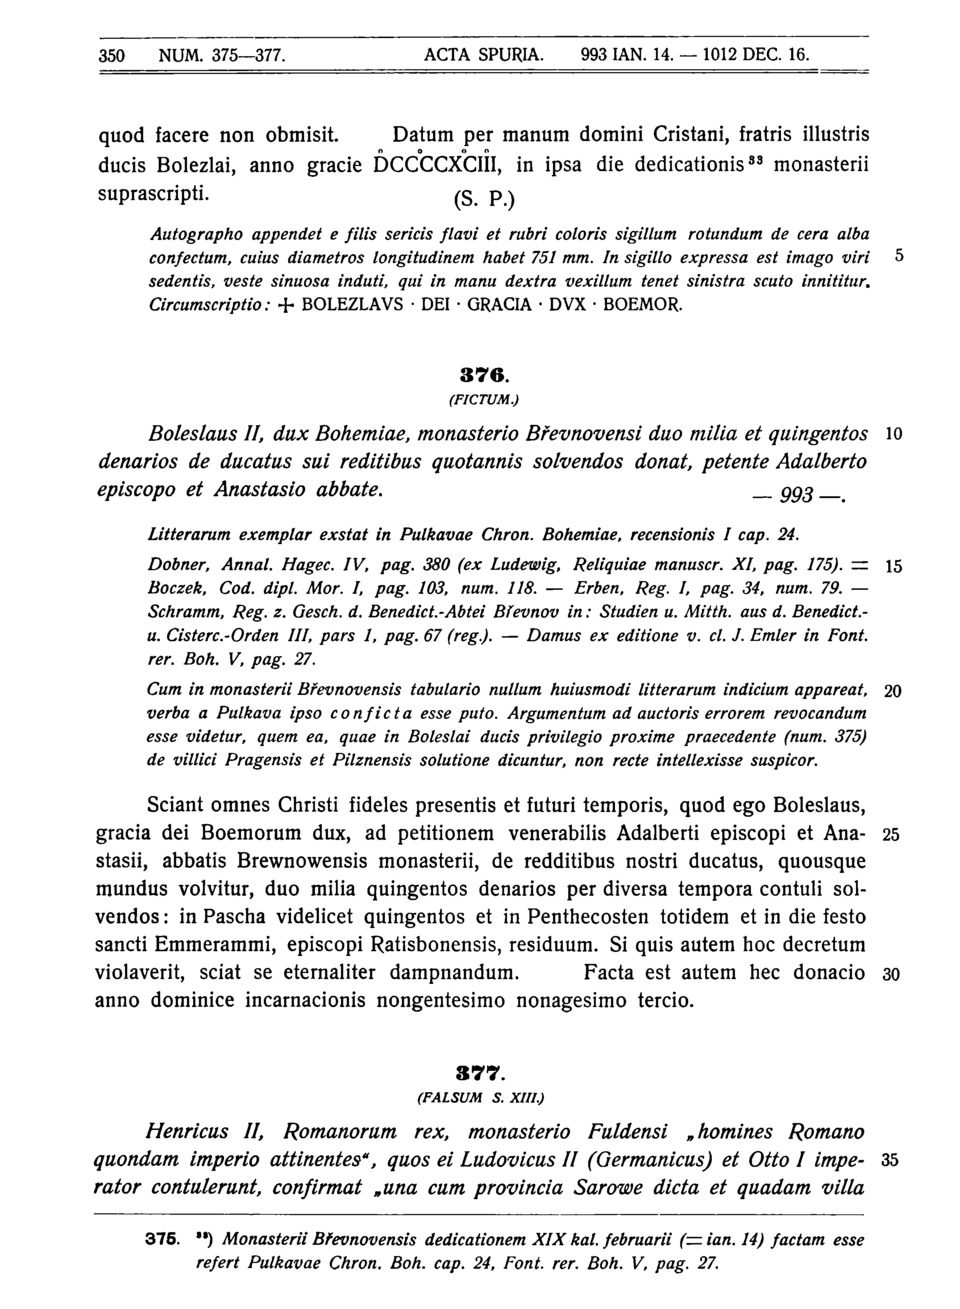 350 NUM. 375—377. ACTA SPURIA. 993 IAN. 14. — 1012 DEC. 16.
quod facere non obmisit. Datum per manum domini Cristani, fratris illustris
ducis Bolezlai, anno gracie DCCCCXCIII, in ipsa die dedicationis³³ monasterii
suprascripti. (S. P.)
Autographo appendet e filis sericis flavi et rubri coloris sigillum rotundum de cera alba
confectum, cuius diametros longitudinem habet 751 mm. In sigillo expressa est imago viri 5
sedentis, veste sinuosa induti, qui in manu dextra vexillum tenet sinistra scuto innititur.
Circumscriptio: + BOLEZLAVS · DEI · GRACIA · DVX · BOEMOR.
376.
(FICTUM.)
Boleslaus II, dux Bohemiae, monasterio Břevnovensi duo milia et quingentos 10
denarios de ducatus sui reditibus quotannis solvendos donat, petente Adalberto
episcopo et Anastasio abbate. — 993 —.
Litterarum exemplar exstat in Pulkavae Chron. Bohemiae, recensionis I cap. 24.
Dobner, Annal. Hagec. IV, pag. 380 (ex Ludewig, Reliquiae manuscr. XI, pag. 175). = 15
Boczek, Cod. dipl. Mor. I, pag. 103, num. 118. — Erben, Reg. I, pag. 34, num. 79. —
Schramm, Reg. z. Gesch. d. Benedict.-Abtei Břevnov in: Studien u. Mitth. aus d. Benedict.-
u. Cisterc.-Orden III, pars 1, pag. 67 (reg.). — Damus ex editione v. cl. J. Emler in Font.
rer. Boh. V, pag. 27.
Cum in monasterii Břevnovensis tabulario nullum huiusmodi litterarum indicium appareat, 20
verba a Pulkava ipso conficta esse puto. Argumentum ad auctoris errorem revocandum
esse videtur, quem ea, quae in Boleslai ducis privilegio proxime praecedente (num. 375)
de villici Pragensis et Pilznensis solutione dicuntur, non recte intellexisse suspicor.
Sciant omnes Christi fideles presentis et futuri temporis, quod ego Boleslaus,
gracia dei Boemorum dux, ad petitionem venerabilis Adalberti episcopi et Ana- 25
stasii, abbatis Brewnowensis monasterii, de redditibus nostri ducatus, quousque
mundus volvitur, duo milia quingentos denarios per diversa tempora contuli sol-
vendos: in Pascha videlicet quingentos et in Penthecosten totidem et in die festo
sancti Emmerammi, episcopi Ratisbonensis, residuum. Si quis autem hoc decretum
violaverit, sciat se eternaliter dampnandum. Facta est autem hec donacio 30
anno dominice incarnacionis nongentesimo nonagesimo tercio.
377.
(FALSUM S. XIII.)
Henricus II, Romanorum rex, monasterio Fuldensi „homines Romano
quondam imperio attinentes“, quos ei Ludovicus II (Germanicus) et Otto I impe- 35
rator contulerunt, confirmat „una cum provincia Sarowe dicta et quadam villa
375. ³³) Monasterii Břevnovensis dedicationem XIX kal. februarii (= ian. 14) factam esse
refert Pulkavae Chron. Boh. cap. 24, Font. rer. Boh. V, pag. 27.